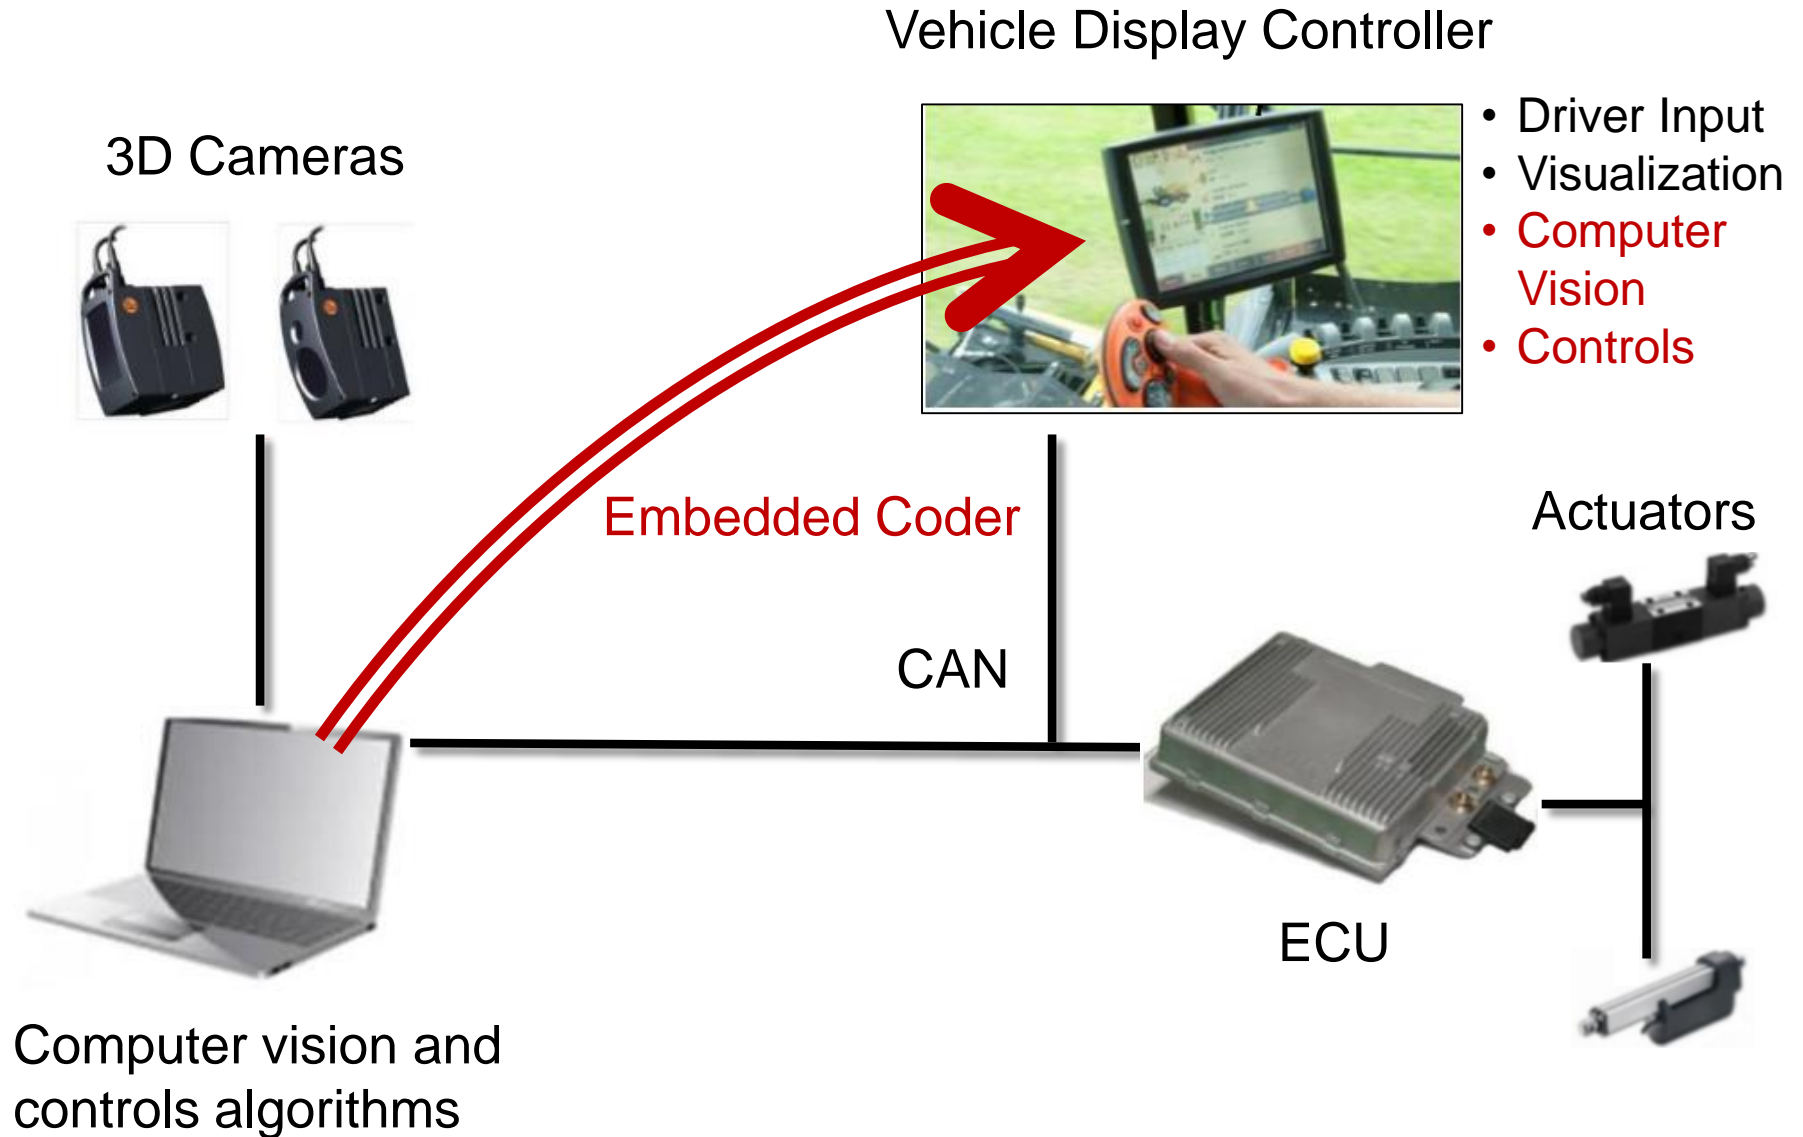 Vehicle Display Controller
3D Cameras
• Driver Input
• Visualization
• Computer
Vision
• Controls
Embedded Coder
Actuators
CAN
ECU
Computer vision and
controls algorithms